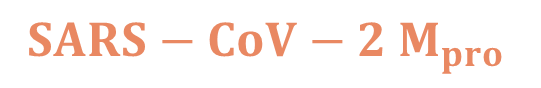 SARS – CoV – 2 Mpro